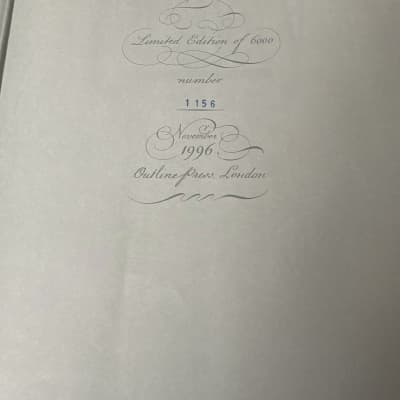 Limited Edition of 6000
number
1156
November
1996
Outline Press, London